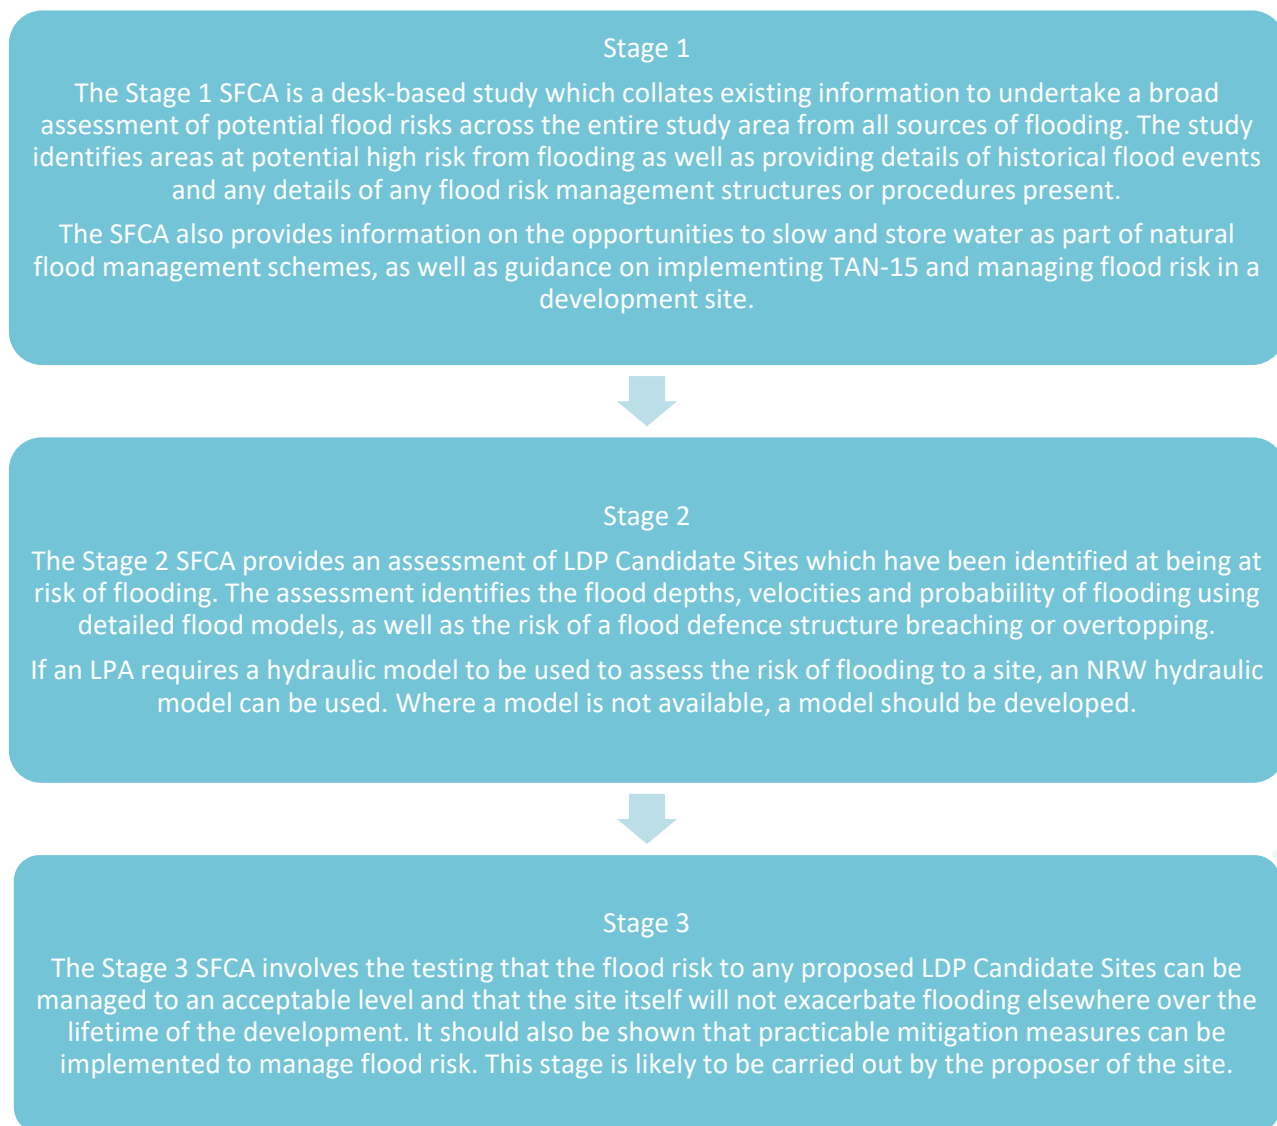 Stage 1
The Stage 1 SFCA is a desk-based study which collates existing information to undertake a broad
assessment of potential flood risks across the entire study area from all sources of flooding. The study
identifies areas at potential high risk from flooding as well as providing details of historical flood events
and any details of any flood risk management structures or procedures present.
The SFCA also provides information on the opportunities to slow and store water as part of natural
flood management schemes, as well as guidance on implementing TAN-15 and managing flood risk in a
development site.
Stage 2
The Stage 2 SFCA provides an assessment of LDP Candidate Sites which have been identified at being at
risk of flooding. The assessment identifies the flood depths, velocities and probabiility of flooding using
detailed flood models, as well as the risk of a flood defence structure breaching or overtopping.
If an LPA requires a hydraulic model to be used to assess the risk of flooding to a site, an NRW hydraulic
model can be used. Where a model is not available, a model should be developed.
Stage 3
The Stage 3 SFCA involves the testing that the flood risk to any proposed LDP Candidate Sites can be
managed to an acceptable level and that the site itself will not exacerbate flooding elsewhere over the
lifetime of the development. It should also be shown that practicable mitigation measures can be
implemented to manage flood risk. This stage is likely to be carried out by the proposer of the site.